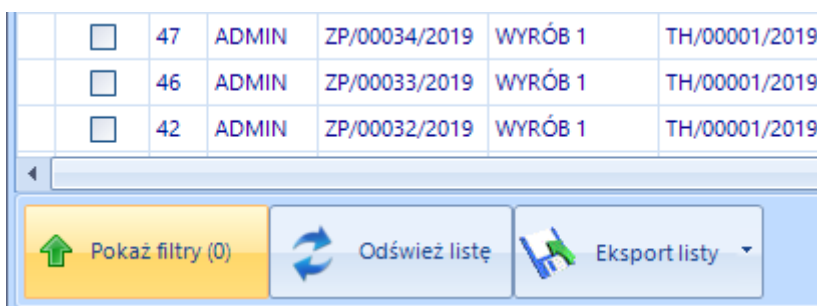 47 ADMIN ZP/00034/2019 WYRÓB 1 TH/00001/2019
46 ADMIN ZP/00033/2019 WYRÓB 1 TH/00001/2019
42 ADMIN ZP/00032/2019 WYRÓB 1 TH/00001/2019
Pokaż filtry (0) Odśwież listę Eksport listy